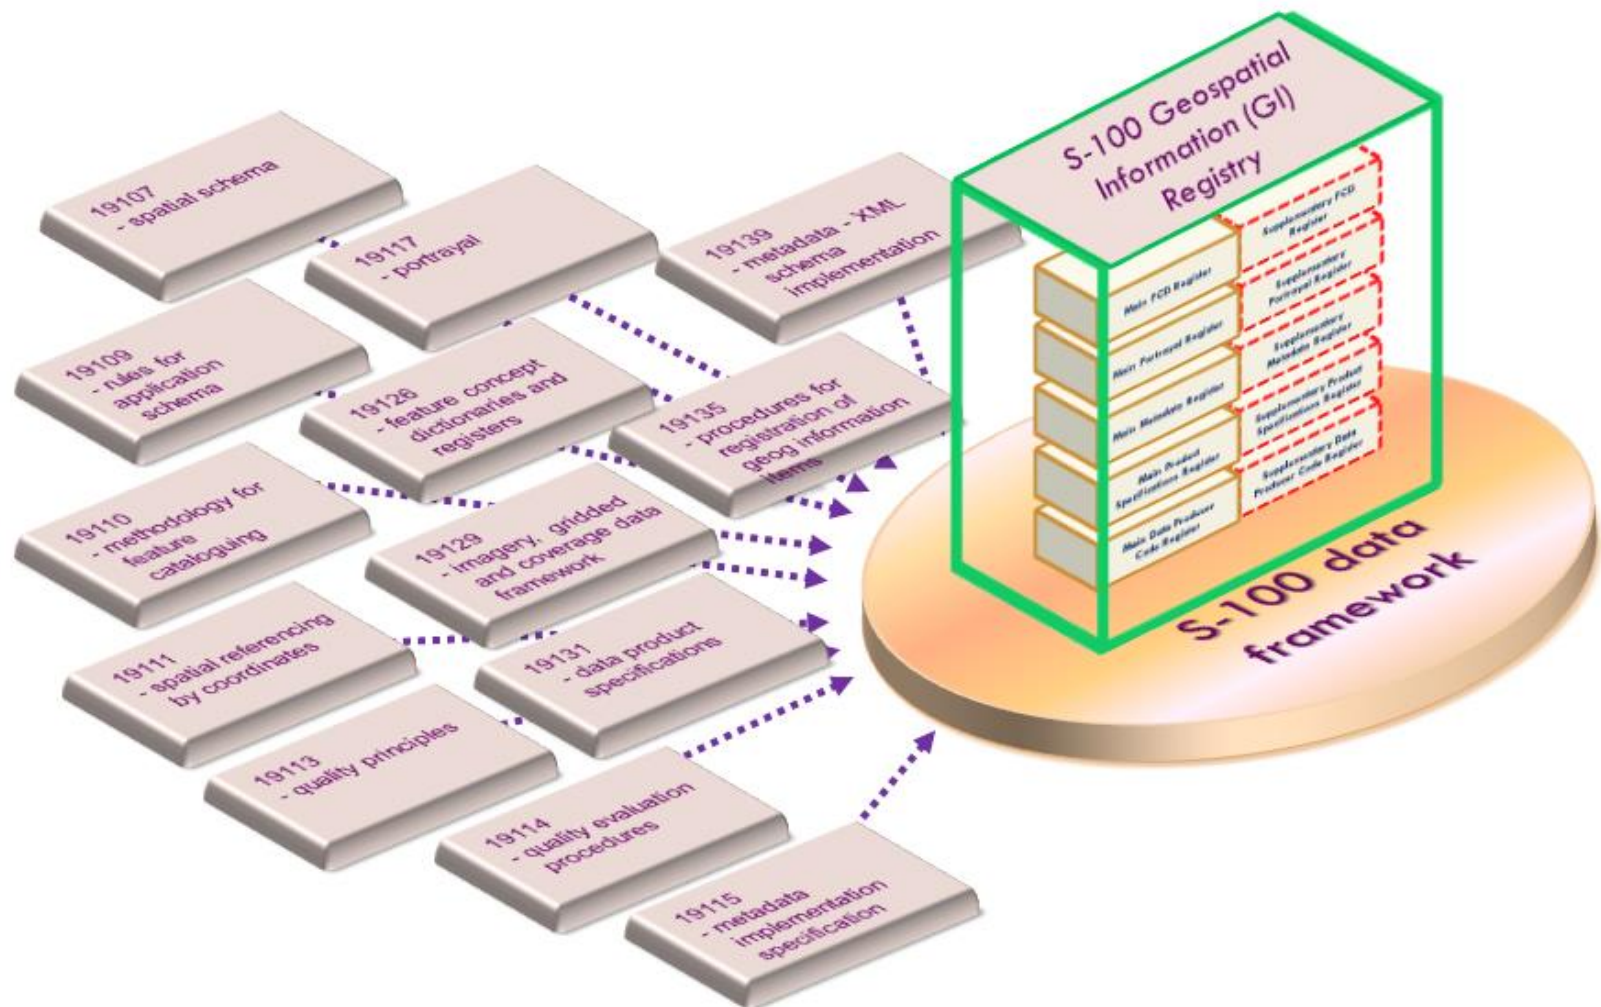 19107
- spatial schema
19117
- portrayal
19139
- metadata - XML
schema
implementation
19109
- rules for
application
schema
19126
- feature concept
dictionaries and
registers
19135
- procedures for
registration of
geog information
items
19110
- methodology for
feature
cataloguing
19129
- imagery, gridded
and coverage data
framework
19111
- spatial referencing
by coordinates
19131
- data product
specifications
19113
- quality principles
19114
- quality evaluation
procedures
19115
- metadata
implementation
specification
S-100 Geospatial
Information (GI)
Registry
Main FCD Register
Supplementary FCD
Register
Main Portrayal Register
Supplementary
Portrayal Register
Main Metadata Register
Supplementary
Metadata Register
Main Product
Specifications Register
Supplementary Product
Specifications Register
Main Data Producer
Code Register
Supplementary Data
Producer Code Register
S-100 data
framework